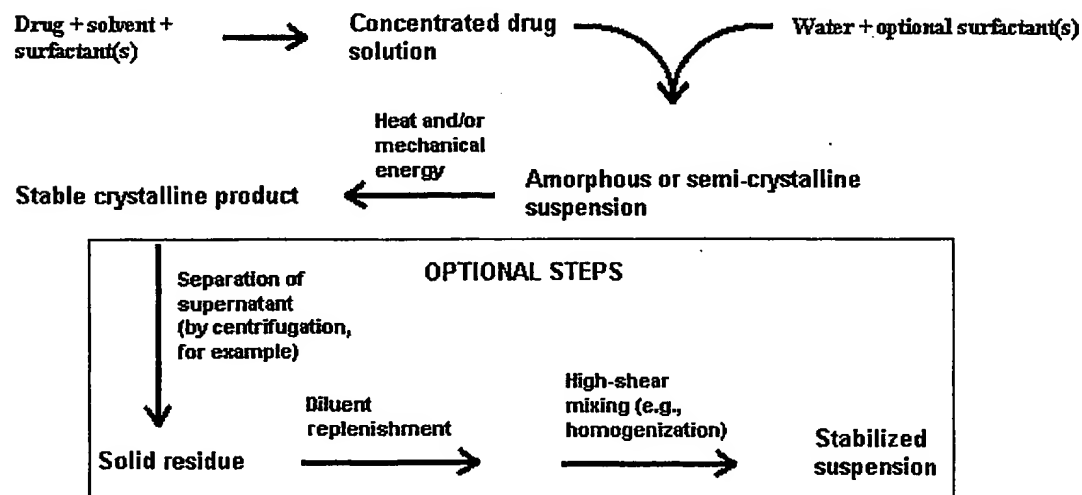 Drug + solvent +
surfactant(s)
Concentrated drug
solution
Water + optional surfactant(s)
Heat and/or
mechanical
energy
Stable crystalline product
Amorphous or semi-crystalline
suspension
OPTIONAL STEPS
Separation of
supernatant
(by centrifugation,
for example)
Diluent
replenishment
High-shear
mixing (e.g.,
homogenization)
Solid residue
Stabilized
suspension